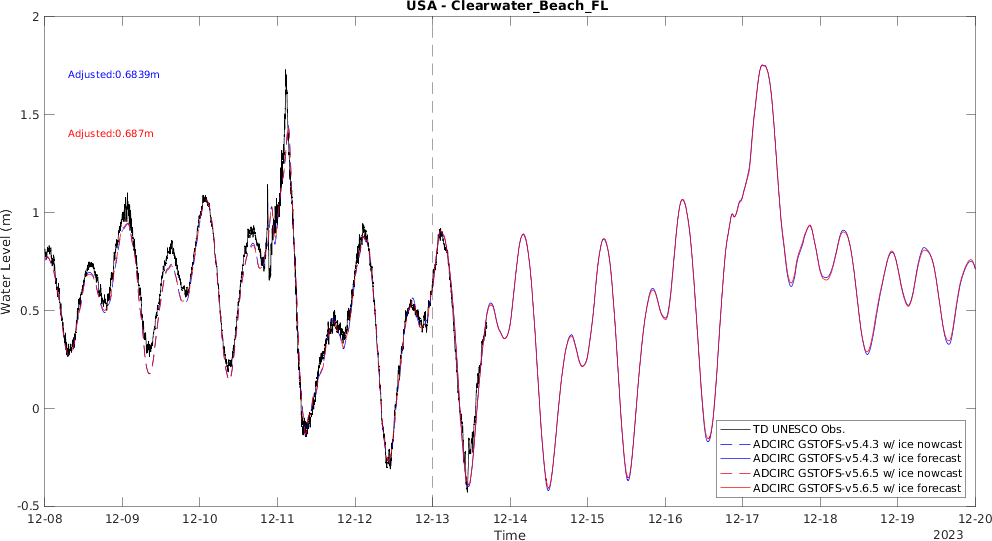 USA - Clearwater_Beach_FL
2
1.5
1
0.5
0
-0.5
Water Level (m)
Adjusted:0.6839m
Adjusted:0.687m
TD UNESCO Obs.
ADCIRC GSTOFS-v5.4.3 w/ ice nowcast
ADCIRC GSTOFS-v5.4.3 w/ ice forecast
ADCIRC GSTOFS-v5.6.5 w/ ice nowcast
ADCIRC GSTOFS-v5.6.5 w/ ice forecast
12-08 12-09 12-10 12-11 12-12 12-13 12-14 12-15 12-16 12-17 12-18 12-19 12-20
Time
2023